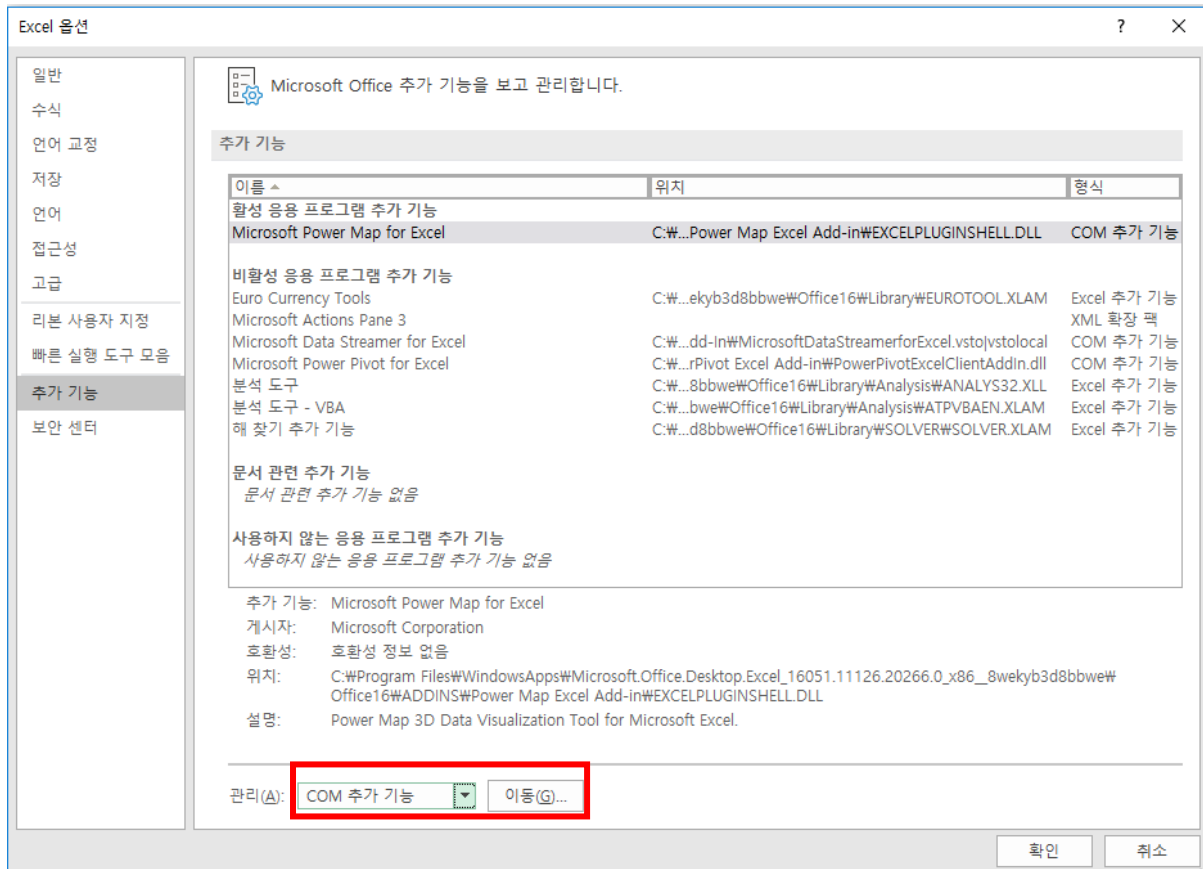 Excel 옵션
?
일반
수식
언어 교정
저장
언어
접근성
고급
리본 사용자 지정
빠른 실행 도구 모음
추가 기능
보안 센터
Microsoft Office 추가 기능을 보고 관리합니다.
추가 기능
이름 위치 형식
활성 응용 프로그램 추가 기능
Microsoft Power Map for Excel C:₩...Power Map Excel Add-in₩EXCELPLUGINSHELL.DLL COM 추가 기능
비활성 응용 프로그램 추가 기능
Euro Currency Tools C:₩...ekyb3d8bbwe₩Office16₩Library₩EUROTOOL.XLAM Excel 추가 기능
Microsoft Actions Pane 3 XML 확장 팩
Microsoft Data Streamer for Excel C:₩...dd-In₩MicrosoftDataStreamerforExcel.vsto|vstolocal COM 추가 기능
Microsoft Power Pivot for Excel C:₩...rPivot Excel Add-in₩PowerPivotExcelClientAddIn.dll COM 추가 기능
분석 도구 C:₩...8bbwe₩Office16₩Library₩Analysis₩ANALYS32.XLL Excel 추가 기능
분석 도구 - VBA C:₩...bwe₩Office16₩Library₩Analysis₩ATPVBAEN.XLAM Excel 추가 기능
해 찾기 추가 기능 C:₩...d8bbwe₩Office16₩Library₩SOLVER₩SOLVER.XLAM Excel 추가 기능
문서 관련 추가 기능
문서 관련 추가 기능 없음
사용하지 않는 응용 프로그램 추가 기능
사용하지 않는 응용 프로그램 추가 기능 없음
추가 기능: Microsoft Power Map for Excel
게시자: Microsoft Corporation
호환성: 호환성 정보 없음
위치: C:₩Program Files₩WindowsApps₩Microsoft.Office.Desktop.Excel_16051.11126.20266.0_x86__8wekyb3d8bbwe₩
Office16₩ADDINS₩Power Map Excel Add-in₩EXCELPLUGINSHELL.DLL
설명: Power Map 3D Data Visualization Tool for Microsoft Excel.
관리(A): COM 추가 기능 이동(G)...
확인 취소